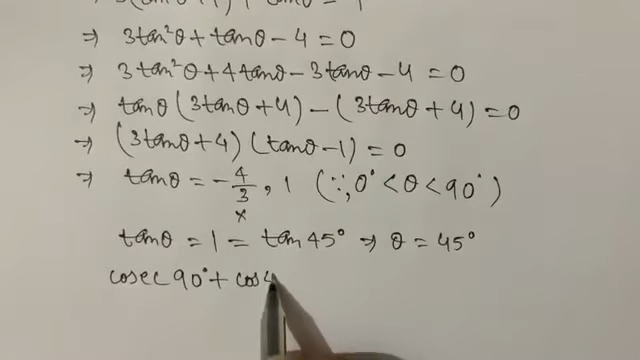 ⇒ 3tan²θ + tanθ - 4 = 0
⇒ 3tan²θ + 4tanθ - 3tanθ - 4 = 0
⇒ tanθ (3tanθ + 4) - (3tanθ + 4) = 0
⇒ (3tanθ + 4) (tanθ - 1) = 0
⇒ tanθ = -4/3, 1 (∵, 0° < θ < 90°)
×
tanθ = 1 = tan 45° ⇒ θ = 45°
cosec 90° + cos